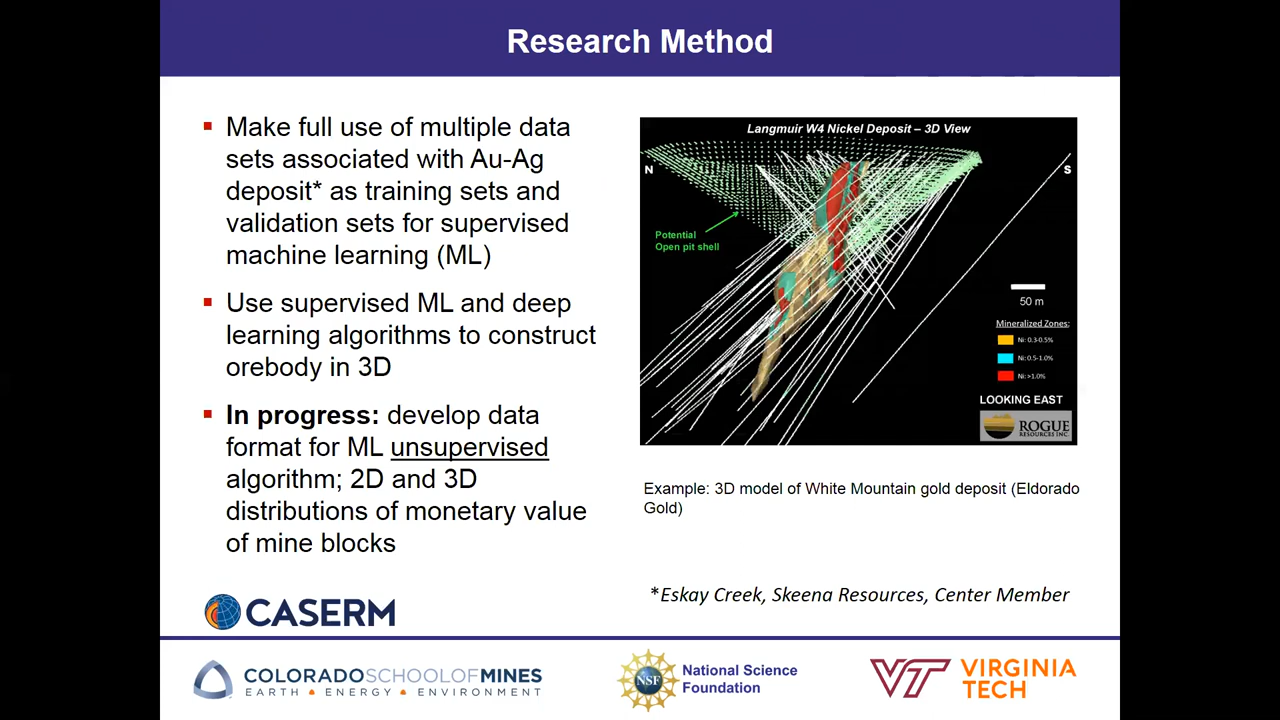 Research Method
▪ Make full use of multiple data
sets associated with Au-Ag
deposit* as training sets and
validation sets for supervised
machine learning (ML)
▪ Use supervised ML and deep
learning algorithms to construct
orebody in 3D
▪ In progress: develop data
format for ML unsupervised
algorithm; 2D and 3D
distributions of monetary value
of mine blocks
Langmuir W4 Nickel Deposit – 3D View
N
S
Potential
Open pit shell
50 m
Mineralized Zones:
Ni: 0.3-0.5%
Ni: 0.5-1.0%
Ni: >1.0%
LOOKING EAST
ROGUE
RESOURCES INC.
Example: 3D model of White Mountain gold deposit (Eldorado
Gold)
*Eskay Creek, Skeena Resources, Center Member
CASERM
COLORADOSCHOOLOFMINES
EARTH • ENERGY • ENVIRONMENT
NSF
National Science
Foundation
VT
VIRGINIA
TECH